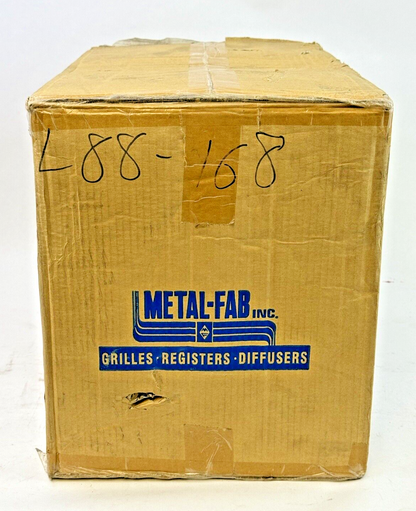 L88-168
METAL-FAB INC.
GRILLES · REGISTERS · DIFFUSERS